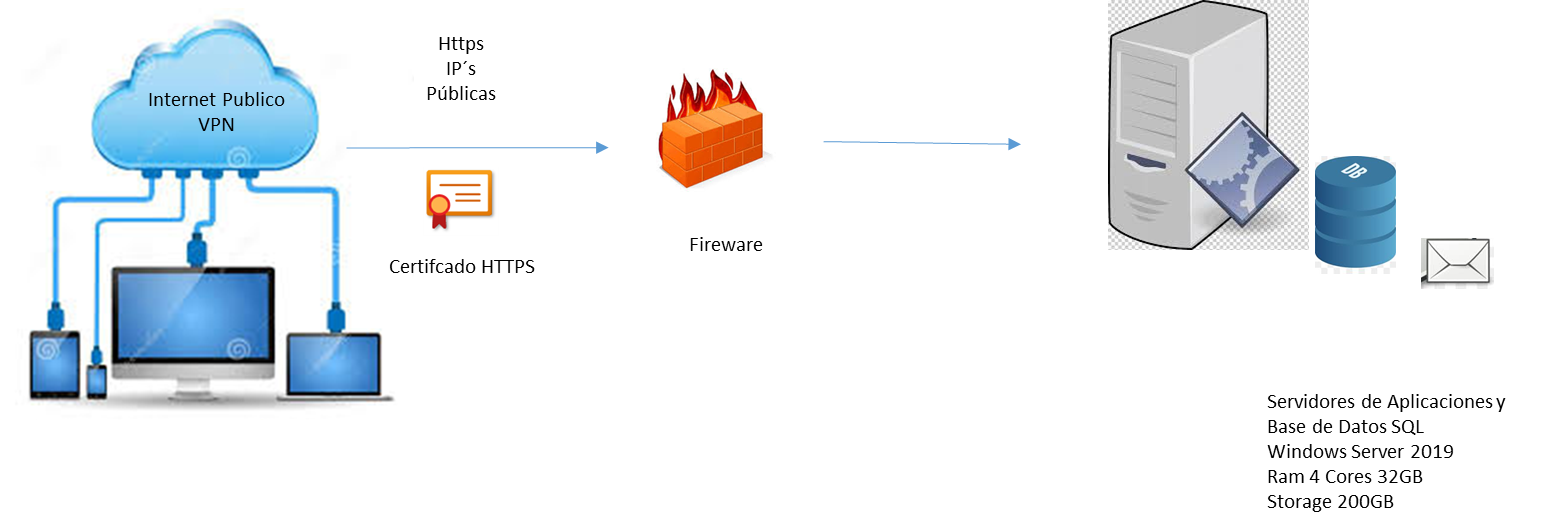 Internet Publico
VPN
Https
IP´s
Públicas
Certifcado HTTPS
Fireware
DB
Servidores de Aplicaciones y
Base de Datos SQL
Windows Server 2019
Ram 4 Cores 32GB
Storage 200GB